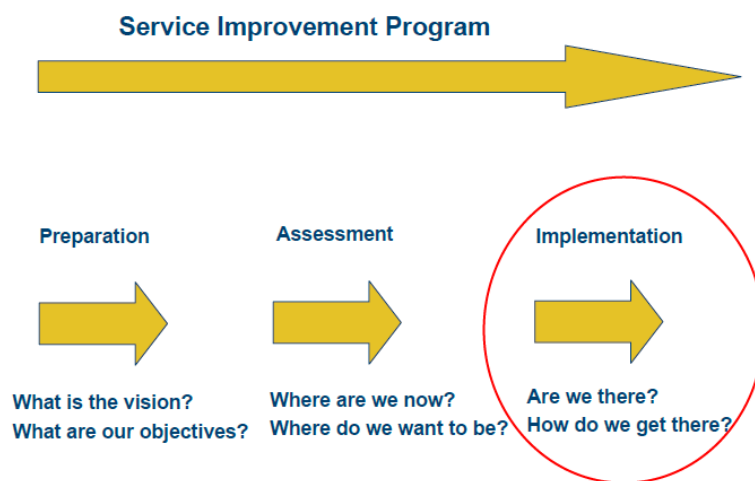 Service Improvement Program
Preparation
Assessment
Implementation
What is the vision?
What are our objectives?
Where are we now?
Where do we want to be?
Are we there?
How do we get there?